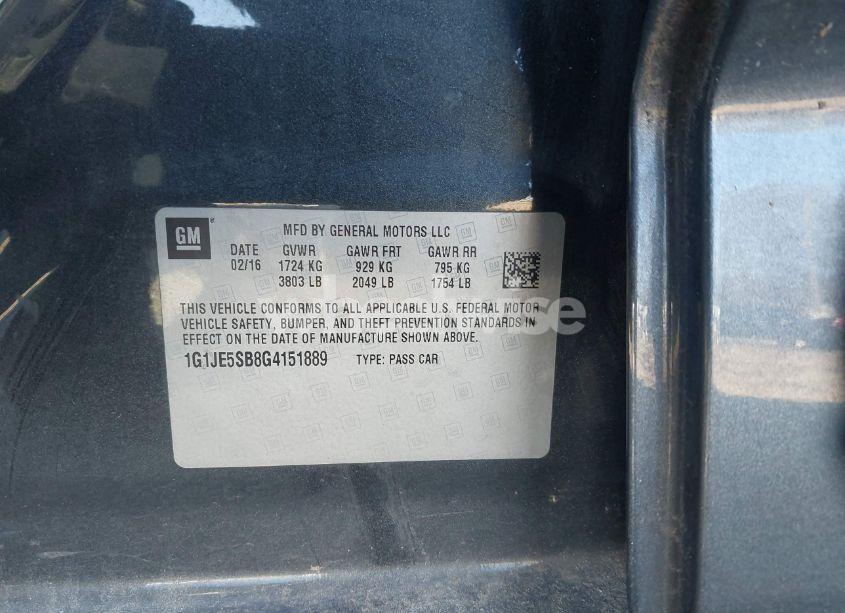 GM
MFD BY GENERAL MOTORS LLC
DATE GVWR GAWR FRT GAWR RR
02/16 1724 KG 929 KG 795 KG
3803 LB 2049 LB 1754 LB
THIS VEHICLE CONFORMS TO ALL APPLICABLE U.S. FEDERAL MOTOR
VEHICLE SAFETY, BUMPER, AND THEFT PREVENTION STANDARDS IN
EFFECT ON THE DATE OF MANUFACTURE SHOWN ABOVE.
1G1JE5SB8G4151889 TYPE: PASS CAR